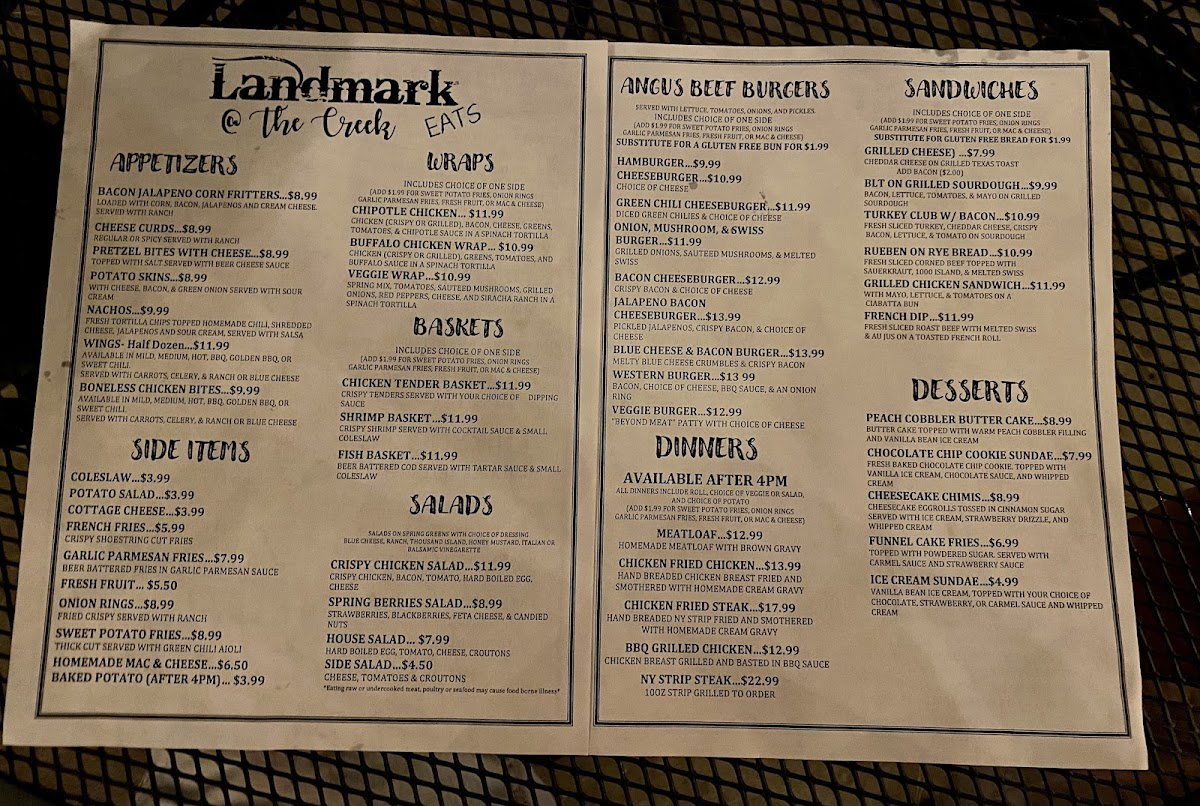 Landmark
@ The Creek EATS
APPETIZERS
BACON JALAPENO CORN FRITTERS...$8.99
LOADED WITH CORN, BACON, JALAPENOS AND CREAM CHEESE.
SERVED WITH RANCH
CHEESE CURDS...$8.99
REGULAR OR SPICY SERVED WITH RANCH
PRETZEL BITES WITH CHEESE...$8.99
TOPPED WITH SALT SERVED WITH BEER CHEESE SAUCE
POTATO SKINS...$8.99
WITH CHEESE, BACON, & GREEN ONION SERVED WITH SOUR
CREAM
NACHOS...$9.99
FRESH TORTILLA CHIPS TOPPED HOMEMADE CHILI, SHREDDED
CHEESE, JALAPENOS AND SOUR CREAM, SERVED WITH SALSA
WINGS- Half Dozen...$11.99
AVAILABLE IN MILD, MEDIUM, HOT, BBQ, GOLDEN BBQ, OR
SWEET CHILI.
SERVED WITH CARROTS, CELERY, & RANCH OR BLUE CHEESE
BONELESS CHICKEN BITES...$9.99
AVAILABLE IN MILD, MEDIUM, HOT, BBQ, GOLDEN BBQ, OR
SWEET CHILI.
SERVED WITH CARROTS, CELERY, & RANCH OR BLUE CHEESE
SIDE ITEMS
COLESLAW...$3.99
POTATO SALAD...$3.99
COTTAGE CHEESE...$3.99
FRENCH FRIES...$5.99
CRISPY SHOESTRING CUT FRIES
GARLIC PARMESAN FRIES...$7.99
BEER BATTERED FRIES IN GARLIC PARMESAN SAUCE
FRESH FRUIT... $5.50
ONION RINGS...$8.99
FRIED CRISPY SERVED WITH RANCH
SWEET POTATO FRIES...$8.99
THICK CUT SERVED WITH GREEN CHILI AIOLI
HOMEMADE MAC & CHEESE...$6.50
BAKED POTATO (AFTER 4PM)... $3.99
WRAPS
INCLUDES CHOICE OF ONE SIDE
(ADD $1.99 FOR SWEET POTATO FRIES, ONION RINGS
GARLIC PARMESAN FRIES, FRESH FRUIT, OR MAC & CHEESE)
CHIPOTLE CHICKEN... $11.99
CHICKEN (CRISPY OR GRILLED), BACON, CHEESE, GREENS,
TOMATOES, & CHIPOTLE SAUCE IN A SPINACH TORTILLA
BUFFALO CHICKEN WRAP... $10.99
CHICKEN (CRISPY OR GRILLED), GREENS, TOMATOES, AND
BUFFALO SAUCE IN A SPINACH TORTILLA
VEGGIE WRAP...$10.99
SPRING MIX, TOMATOES, SAUTEED MUSHROOMS, GRILLED
ONIONS, RED PEPPERS, CHEESE, AND SIRACHA RANCH IN A
SPINACH TORTILLA
BASKETS
INCLUDES CHOICE OF ONE SIDE
(ADD $1.99 FOR SWEET POTATO FRIES, ONION RINGS
GARLIC PARMESAN FRIES, FRESH FRUIT, OR MAC & CHEESE)
CHICKEN TENDER BASKET...$11.99
CRISPY TENDERS SERVED WITH YOUR CHOICE OF DIPPING
SAUCE
SHRIMP BASKET...$11.99
CRISPY SHRIMP SERVED WITH COCKTAIL SAUCE & SMALL
COLESLAW
FISH BASKET...$11.99
BEER BATTERED COD SERVED WITH TARTAR SAUCE & SMALL
COLESLAW
SALADS
SALADS ON SPRING GREENS WITH CHOICE OF DRESSING
BLUE CHEESE, RANCH, THOUSAND ISLAND, HONEY MUSTARD, ITALIAN OR
BALSAMIC VINEGARETTE
CRISPY CHICKEN SALAD...$11.99
CRISPY CHICKEN, BACON, TOMATO, HARD BOILED EGG,
CHEESE
SPRING BERRIES SALAD...$8.99
STRAWBERRIES, BLACKBERRIES, FETA CHEESE, & CANDIED
NUTS
HOUSE SALAD... $7.99
HARD BOILED EGG, TOMATO, CHEESE, CROUTONS
SIDE SALAD...$4.50
CHEESE, TOMATOES & CROUTONS
*Eating raw or undercooked meat, poultry or seafood may cause food borne illness*
ANGUS BEEF BURGERS
SERVED WITH LETTUCE, TOMATOES, ONIONS, AND PICKLES.
INCLUDES CHOICE OF ONE SIDE
(ADD $1.99 FOR SWEET POTATO FRIES, ONION RINGS
GARLIC PARMESAN FRIES, FRESH FRUIT, OR MAC & CHEESE)
SUBSTITUTE FOR A GLUTEN FREE BUN FOR $1.99
HAMBURGER...$9.99
CHEESEBURGER...$10.99
CHOICE OF CHEESE
GREEN CHILI CHEESEBURGER...$11.99
DICED GREEN CHILIES & CHOICE OF CHEESE
ONION, MUSHROOM, & SWISS
BURGER...$11.99
GRILLED ONIONS, SAUTEED MUSHROOMS, & MELTED
SWISS
BACON CHEESEBURGER...$12.99
CRISPY BACON & CHOICE OF CHEESE
JALAPENO BACON
CHEESEBURGER...$13.99
PICKLED JALAPENOS, CRISPY BACON, & CHOICE OF
CHEESE
BLUE CHEESE & BACON BURGER...$13.99
MELTY BLUE CHEESE CRUMBLES & CRISPY BACON
WESTERN BURGER...$13 99
BACON, CHOICE OF CHEESE, BBQ SAUCE, & AN ONION
RING
VEGGIE BURGER...$12.99
"BEYOND MEAT" PATTY WITH CHOICE OF CHEESE
DINNERS
AVAILABLE AFTER 4PM
ALL DINNERS INCLUDE ROLL, CHOICE OF VEGGIE OR SALAD,
AND CHOICE OF POTATO
(ADD $1.99 FOR SWEET POTATO FRIES, ONION RINGS
GARLIC PARMESAN FRIES, FRESH FRUIT, OR MAC & CHEESE)
MEATLOAF...$12.99
HOMEMADE MEATLOAF WITH BROWN GRAVY
CHICKEN FRIED CHICKEN...$13.99
HAND BREADED CHICKEN BREAST FRIED AND
SMOTHERED WITH HOMEMADE CREAM GRAVY
CHICKEN FRIED STEAK...$17.99
HAND BREADED NY STRIP FRIED AND SMOTHERED
WITH HOMEMADE CREAM GRAVY
BBQ GRILLED CHICKEN...$12.99
CHICKEN BREAST GRILLED AND BASTED IN BBQ SAUCE
NY STRIP STEAK...$22.99
10OZ STRIP GRILLED TO ORDER
SANDWICHES
INCLUDES CHOICE OF ONE SIDE
(ADD $1.99 FOR SWEET POTATO FRIES, ONION RINGS
GARLIC PARMESAN FRIES, FRESH FRUIT, OR MAC & CHEESE)
SUBSTITUTE FOR GLUTEN FREE BREAD FOR $1.99
GRILLED CHEESE) ...$7.99
CHEDDAR CHEESE ON GRILLED TEXAS TOAST
ADD BACON ($2.00)
BLT ON GRILLED SOURDOUGH...$9.99
BACON, LETTUCE, TOMATOES, & MAYO ON GRILLED
SOURDOUGH
TURKEY CLUB W/ BACON...$10.99
FRESH SLICED TURKEY, CHEDDAR CHEESE, CRISPY
BACON, LETTUCE, & TOMATO ON SOURDOUGH
RUEBEN ON RYE BREAD...$10.99
FRESH SLICED CORNED BEEF TOPPED WITH
SAUERKRAUT, 1000 ISLAND, & MELTED SWISS
GRILLED CHICKEN SANDWICH...$11.99
WITH MAYO, LETTUCE, & TOMATOES ON A
CIABATTA BUN
FRENCH DIP...$11.99
FRESH SLICED ROAST BEEF WITH MELTED SWISS
& AU JUS ON A TOASTED FRENCH ROLL
DESSERTS
PEACH COBBLER BUTTER CAKE...$8.99
BUTTER CAKE TOPPED WITH WARM PEACH COBBLER FILLING
AND VANILLA BEAN ICE CREAM
CHOCOLATE CHIP COOKIE SUNDAE...$7.99
FRESH BAKED CHOCOLATE CHIP COOKIE, TOPPED WITH
VANILLA ICE CREAM, CHOCOLATE SAUCE, AND WHIPPED
CREAM
CHEESECAKE CHIMIS...$8.99
CHEESECAKE EGGROLLS TOSSED IN CINNAMON SUGAR
SERVED WITH ICE CREAM, STRAWBERRY DRIZZLE, AND
WHIPPED CREAM
FUNNEL CAKE FRIES...$6.99
TOPPED WITH POWDERED SUGAR. SERVED WITH
CARMEL SAUCE AND STRAWBERRY SAUCE
ICE CREAM SUNDAE...$4.99
VANILLA BEAN ICE CREAM, TOPPED WITH YOUR CHOICE OF
CHOCOLATE, STRAWBERRY, OR CARMEL SAUCE AND WHIPPED
CREAM